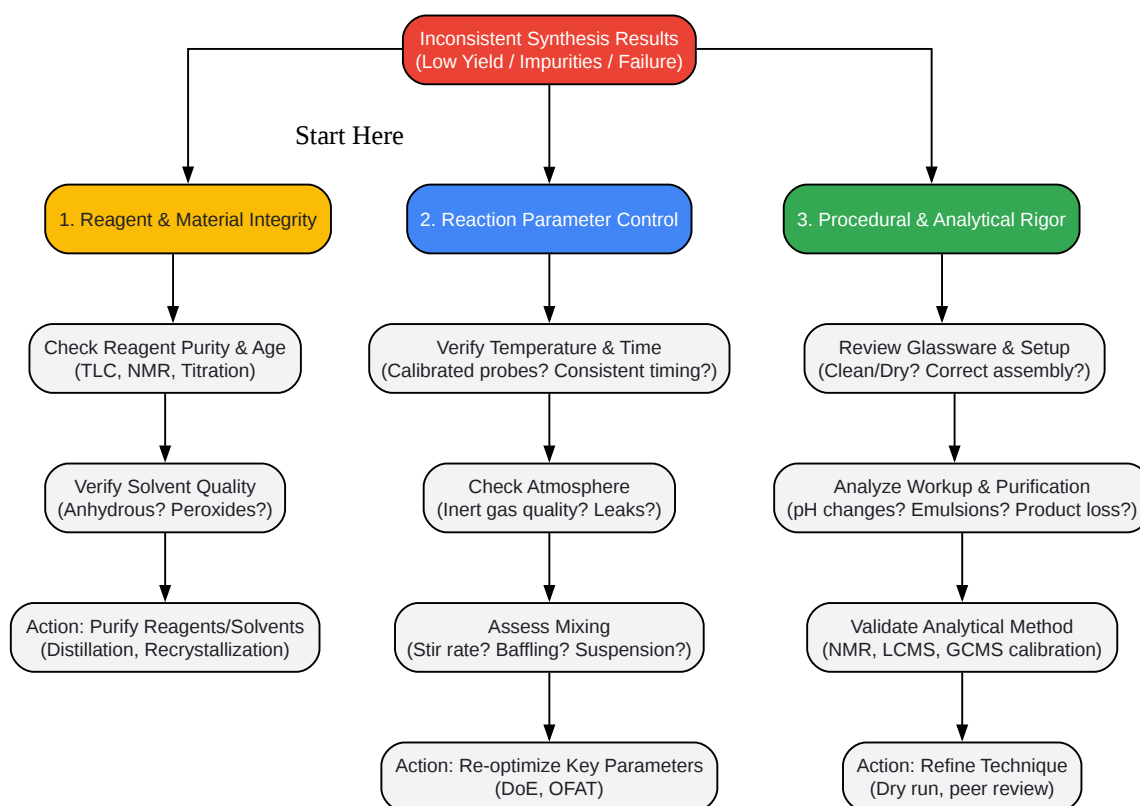 Inconsistent Synthesis Results
(Low Yield / Impurities / Failure)
Start Here
1. Reagent & Material Integrity
2. Reaction Parameter Control
3. Procedural & Analytical Rigor
Check Reagent Purity & Age
(TLC, NMR, Titration)
Verify Temperature & Time
(Calibrated probes? Consistent timing?)
Review Glassware & Setup
(Clean/Dry? Correct assembly?)
Verify Solvent Quality
(Anhydrous? Peroxides?)
Check Atmosphere
(Inert gas quality? Leaks?)
Analyze Workup & Purification
(pH changes? Emulsions? Product loss?)
Action: Purify Reagents/Solvents
(Distillation, Recrystallization)
Assess Mixing
(Stir rate? Baffling? Suspension?)
Validate Analytical Method
(NMR, LCMS, GCMS calibration)
Action: Re-optimize Key Parameters
(DoE, OFAT)
Action: Refine Technique
(Dry run, peer review)